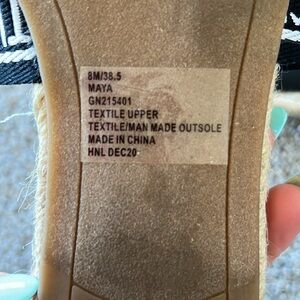 8M/38.5
MAYA
GN215401
TEXTILE UPPER
TEXTILE/MAN MADE OUTSOLE
MADE IN CHINA
HNL DEC20